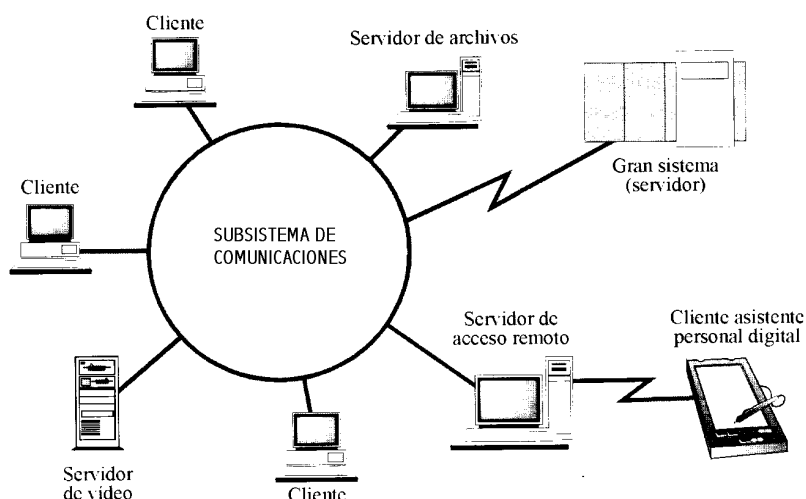 Cliente
Servidor de archivos
Gran sistema
(servidor)
Cliente
SUBSISTEMA DE
COMUNICACIONES
Servidor de
acceso remoto
Cliente asistente
personal digital
Servidor
de vídeo
Cliente